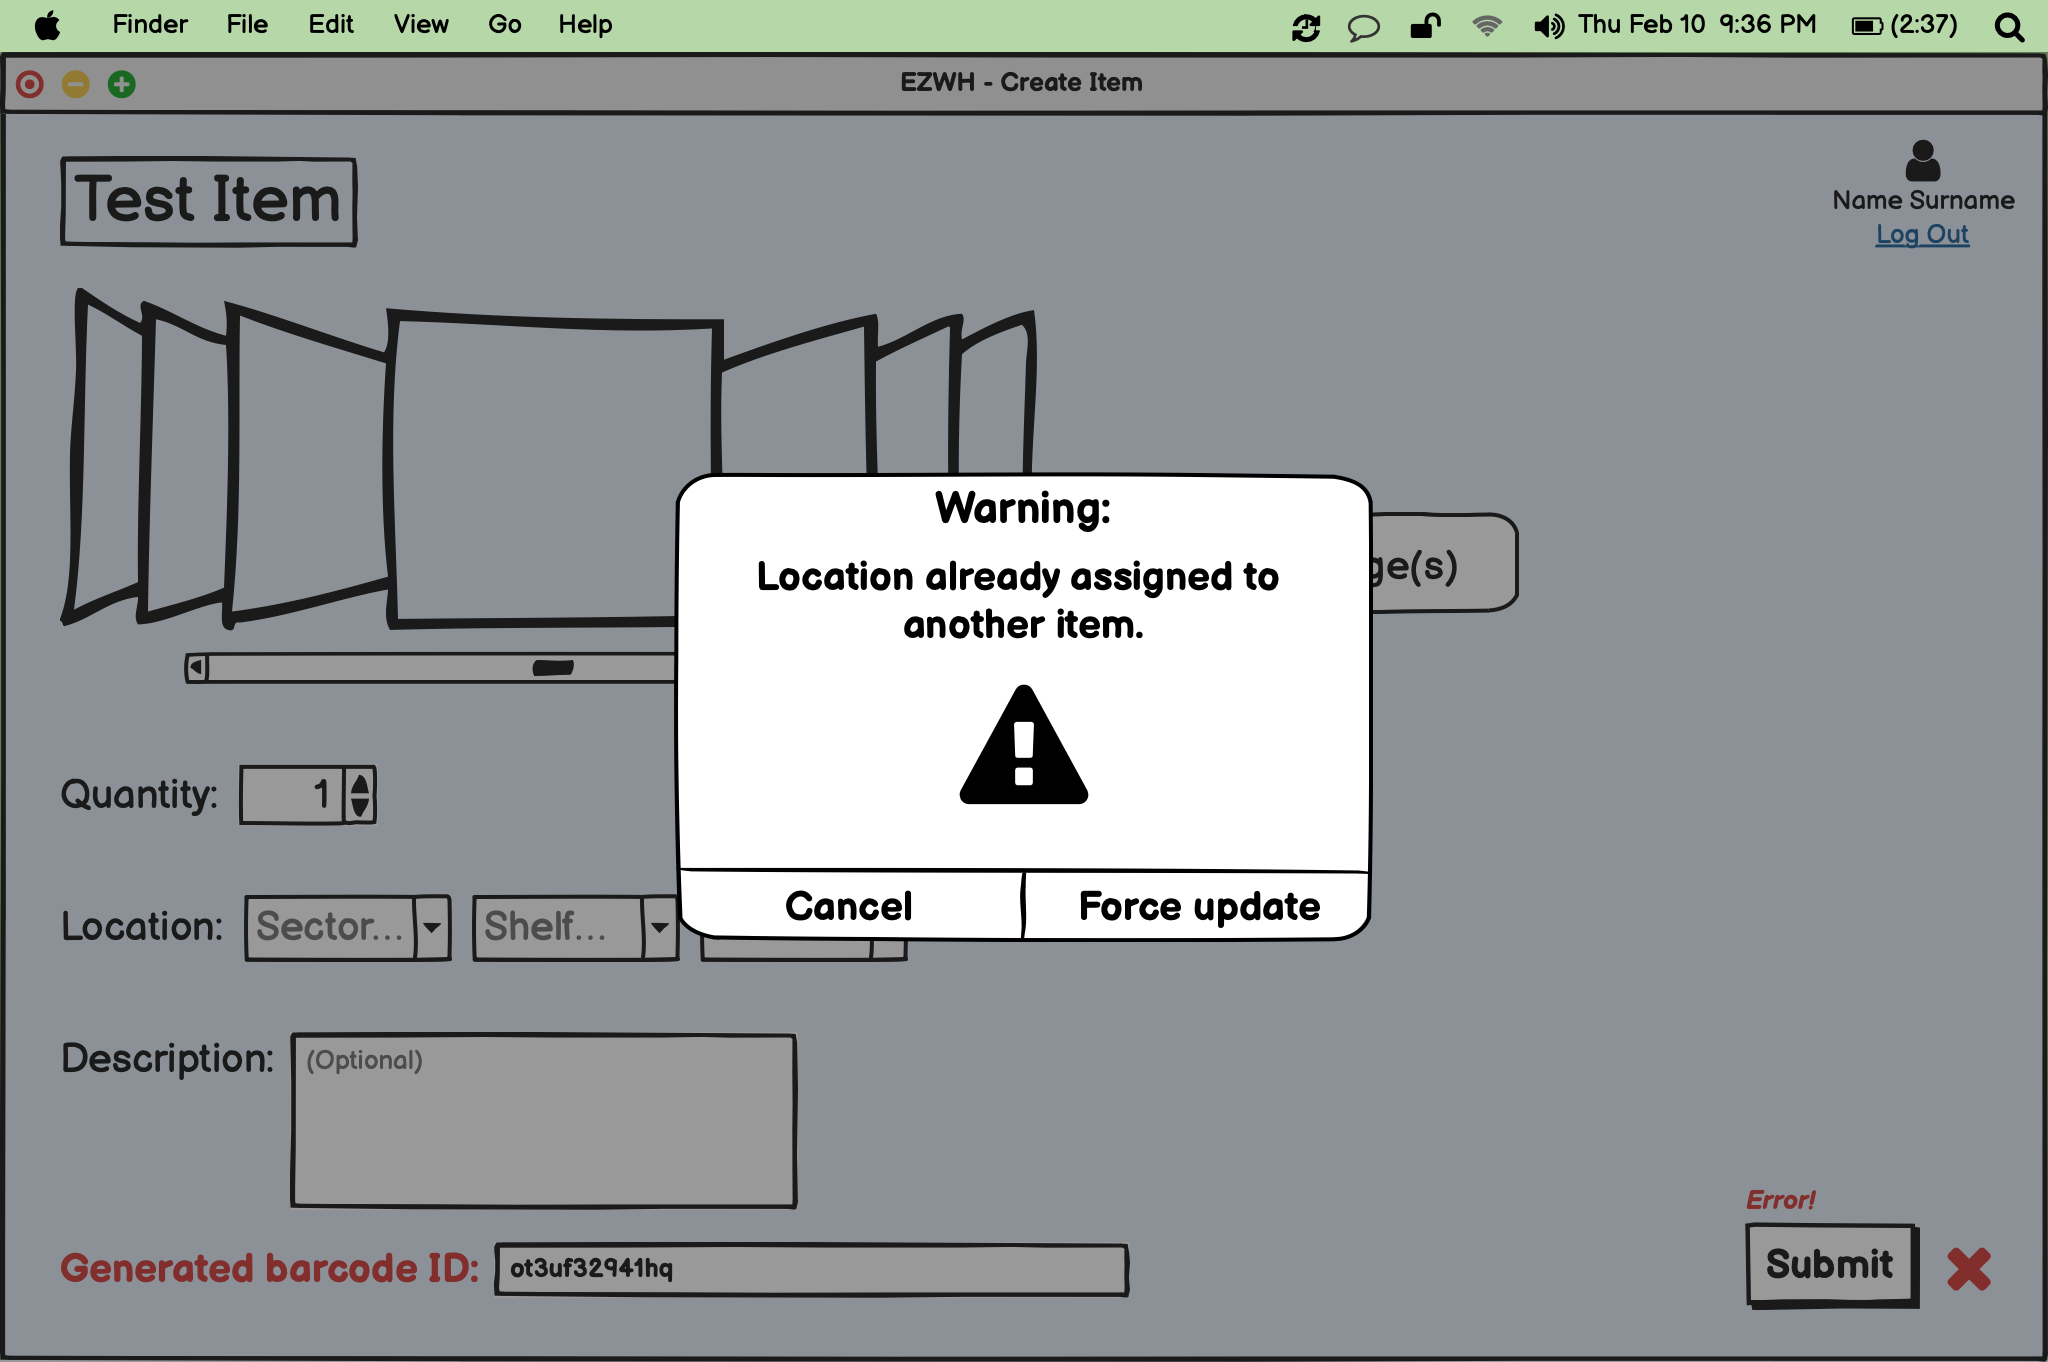 Finder File Edit View Go Help Thu Feb 10 9:36 PM (2:37)
EZWH - Create Item
Test Item
Name Surname
Log Out
Warning:
Location already assigned to
another item.
ge(s)
Quantity: 1
Cancel Force update
Location: Sector... Shelf...
Description: (Optional)
Error!
Generated barcode ID: ot3uf32941hq
Submit